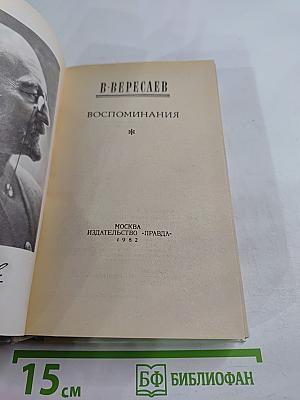 В·ВЕРЕСАЕВ
ВОСПОМИНАНИЯ
*
МОСКВА
ИЗДАТЕЛЬСТВО «ПРАВДА»
1982
15 см
БФ БИБЛИОФАН